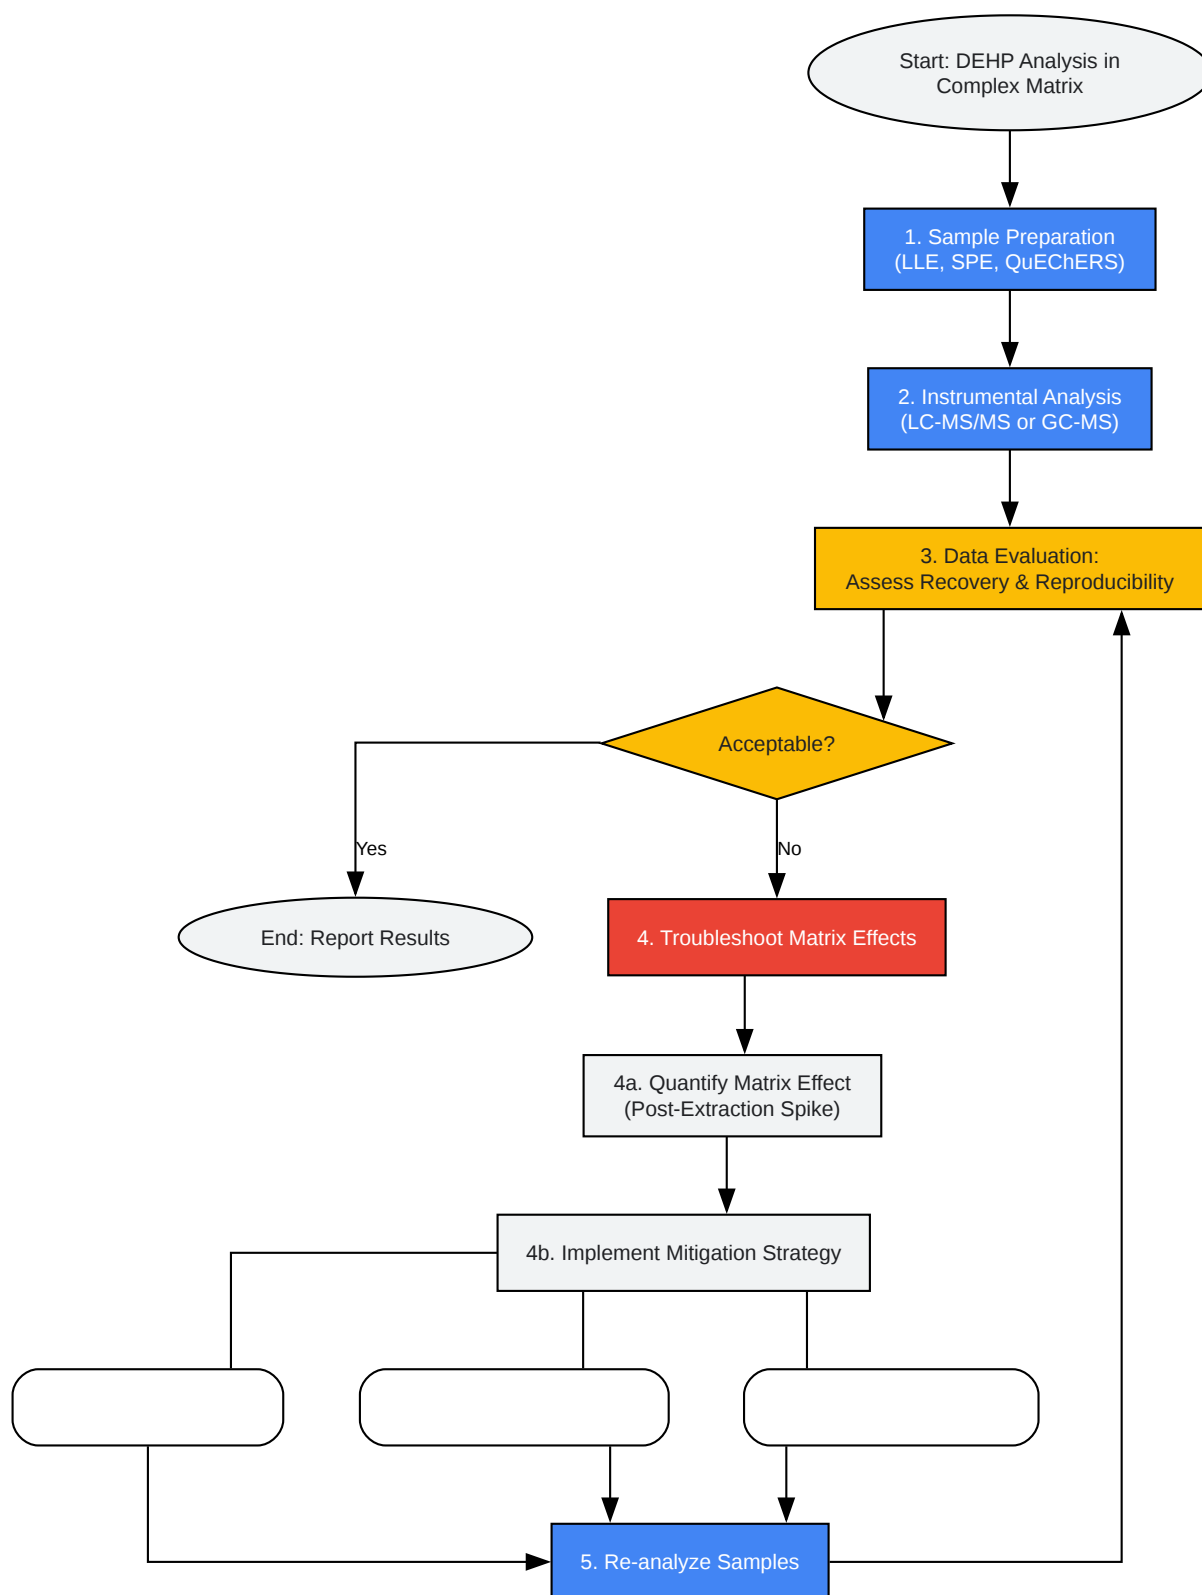 Start: DEHP Analysis in
Complex Matrix
1. Sample Preparation
(LLE, SPE, QuEChERS)
2. Instrumental Analysis
(LC-MS/MS or GC-MS)
3. Data Evaluation:
Assess Recovery & Reproducibility
Acceptable?
Yes
No
End: Report Results
4. Troubleshoot Matrix Effects
4a. Quantify Matrix Effect
(Post-Extraction Spike)
4b. Implement Mitigation Strategy
5. Re-analyze Samples